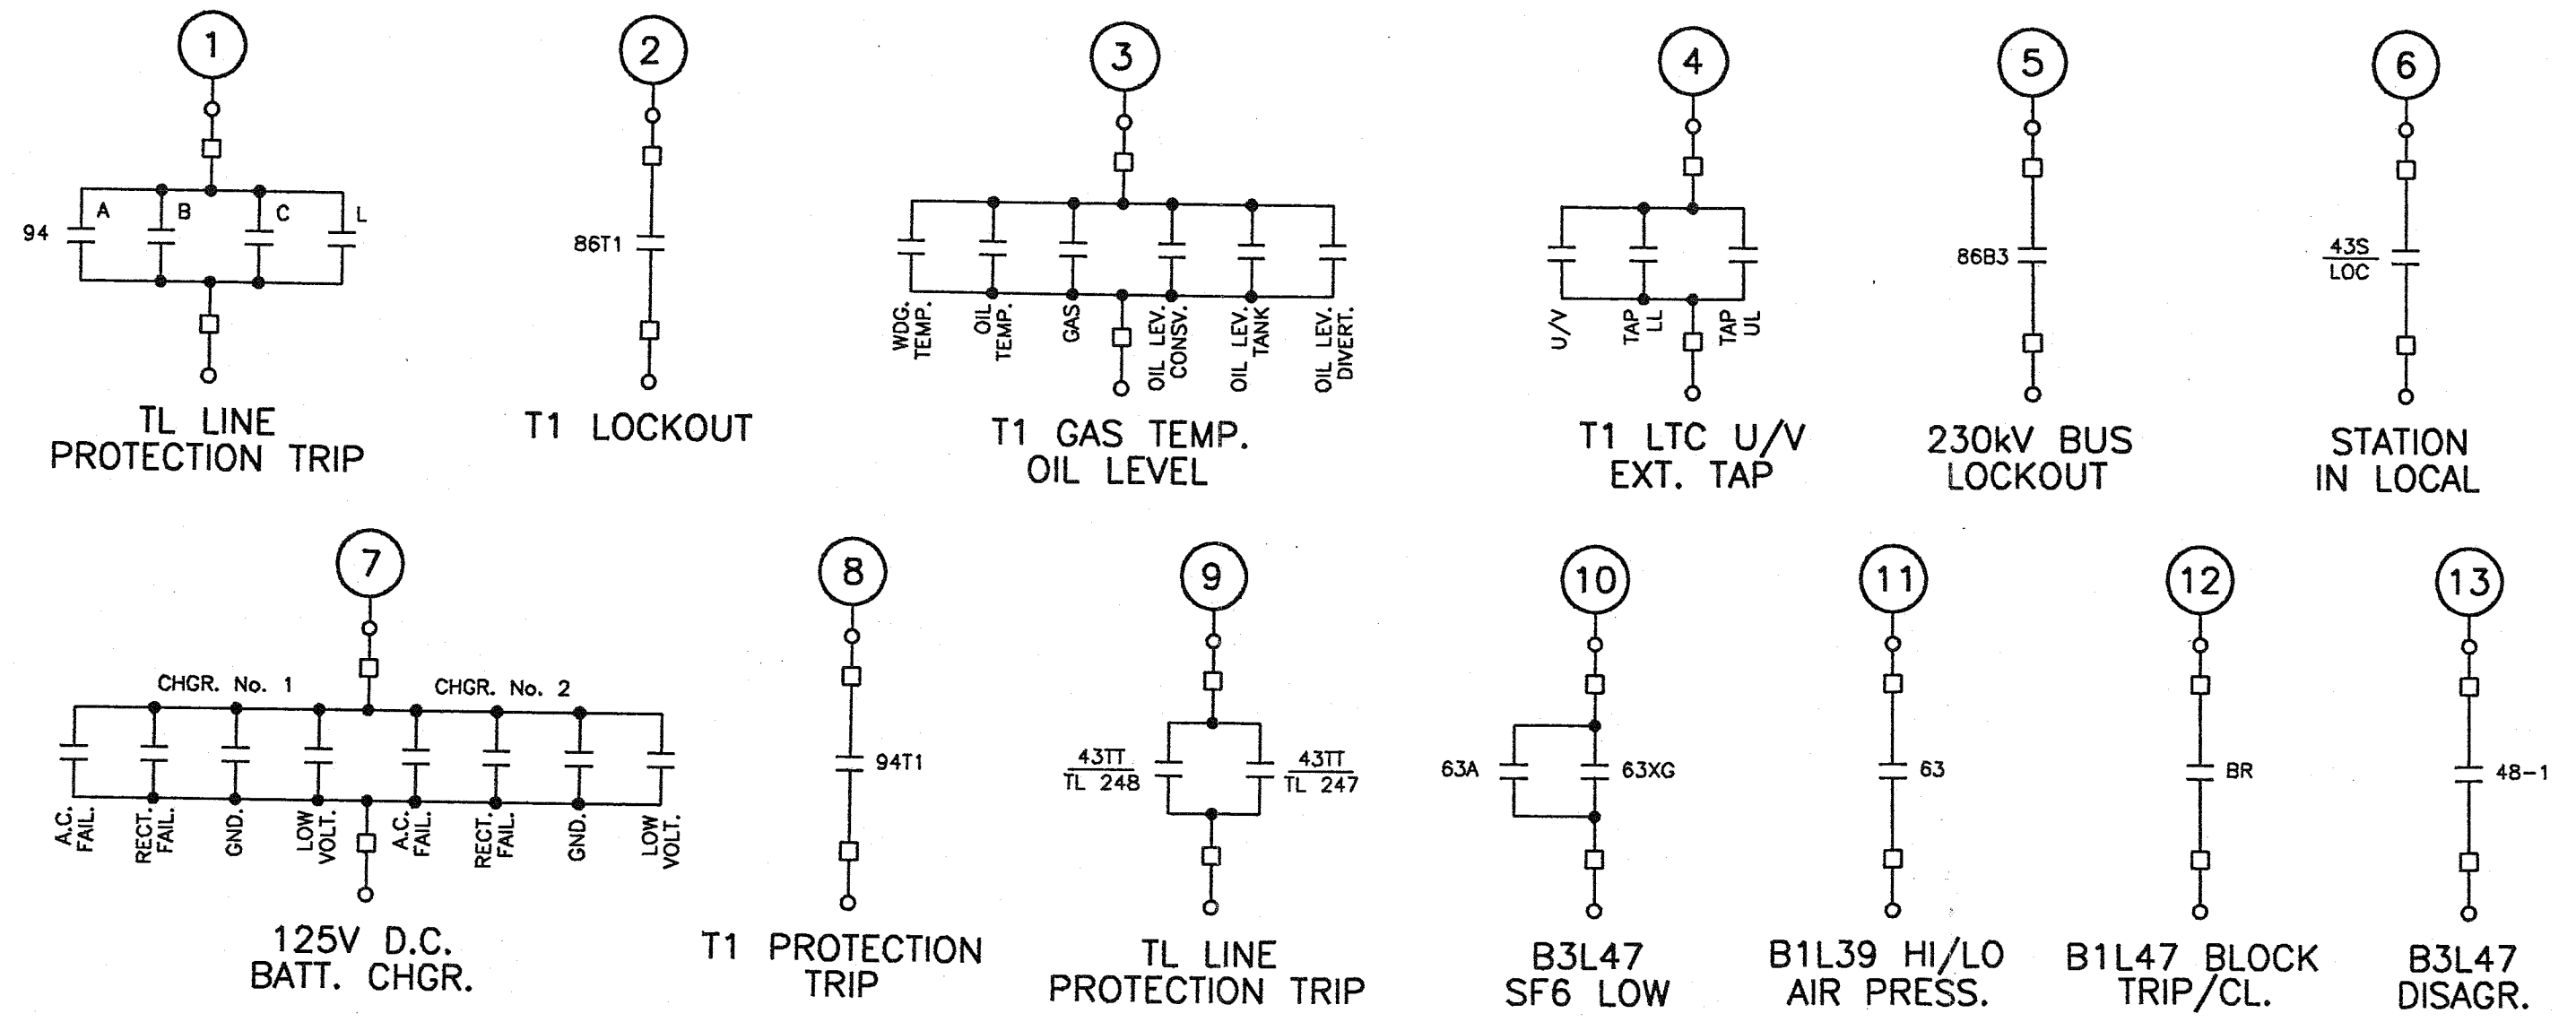 1
2
3
4
5
6
94
A
B
C
L
86T1
WDG.
TEMP.
OIL
TEMP.
GAS
OIL LEV.
CONSV.
OIL LEV.
TANK
OIL LEV.
DIVERT.
U/V
TAP
LL
TAP
UL
86B3
43S
LOC
TL LINE
PROTECTION TRIP
T1 LOCKOUT
T1 GAS TEMP.
OIL LEVEL
T1 LTC U/V
EXT. TAP
230kV BUS
LOCKOUT
STATION
IN LOCAL
7
8
9
10
11
12
13
CHGR. No. 1
CHGR. No. 2
A.C.
FAIL.
RECT.
FAIL.
GND.
LOW
VOLT.
A.C.
FAIL.
RECT.
FAIL.
GND.
LOW
VOLT.
94T1
43TT
TL 248
43TT
TL 247
63A
63XG
63
BR
48-1
125V D.C.
BATT. CHGR.
T1 PROTECTION
TRIP
TL LINE
PROTECTION TRIP
B3L47
SF6 LOW
B1L39 HI/LO
AIR PRESS.
B1L47 BLOCK
TRIP/CL.
B3L47
DISAGR.